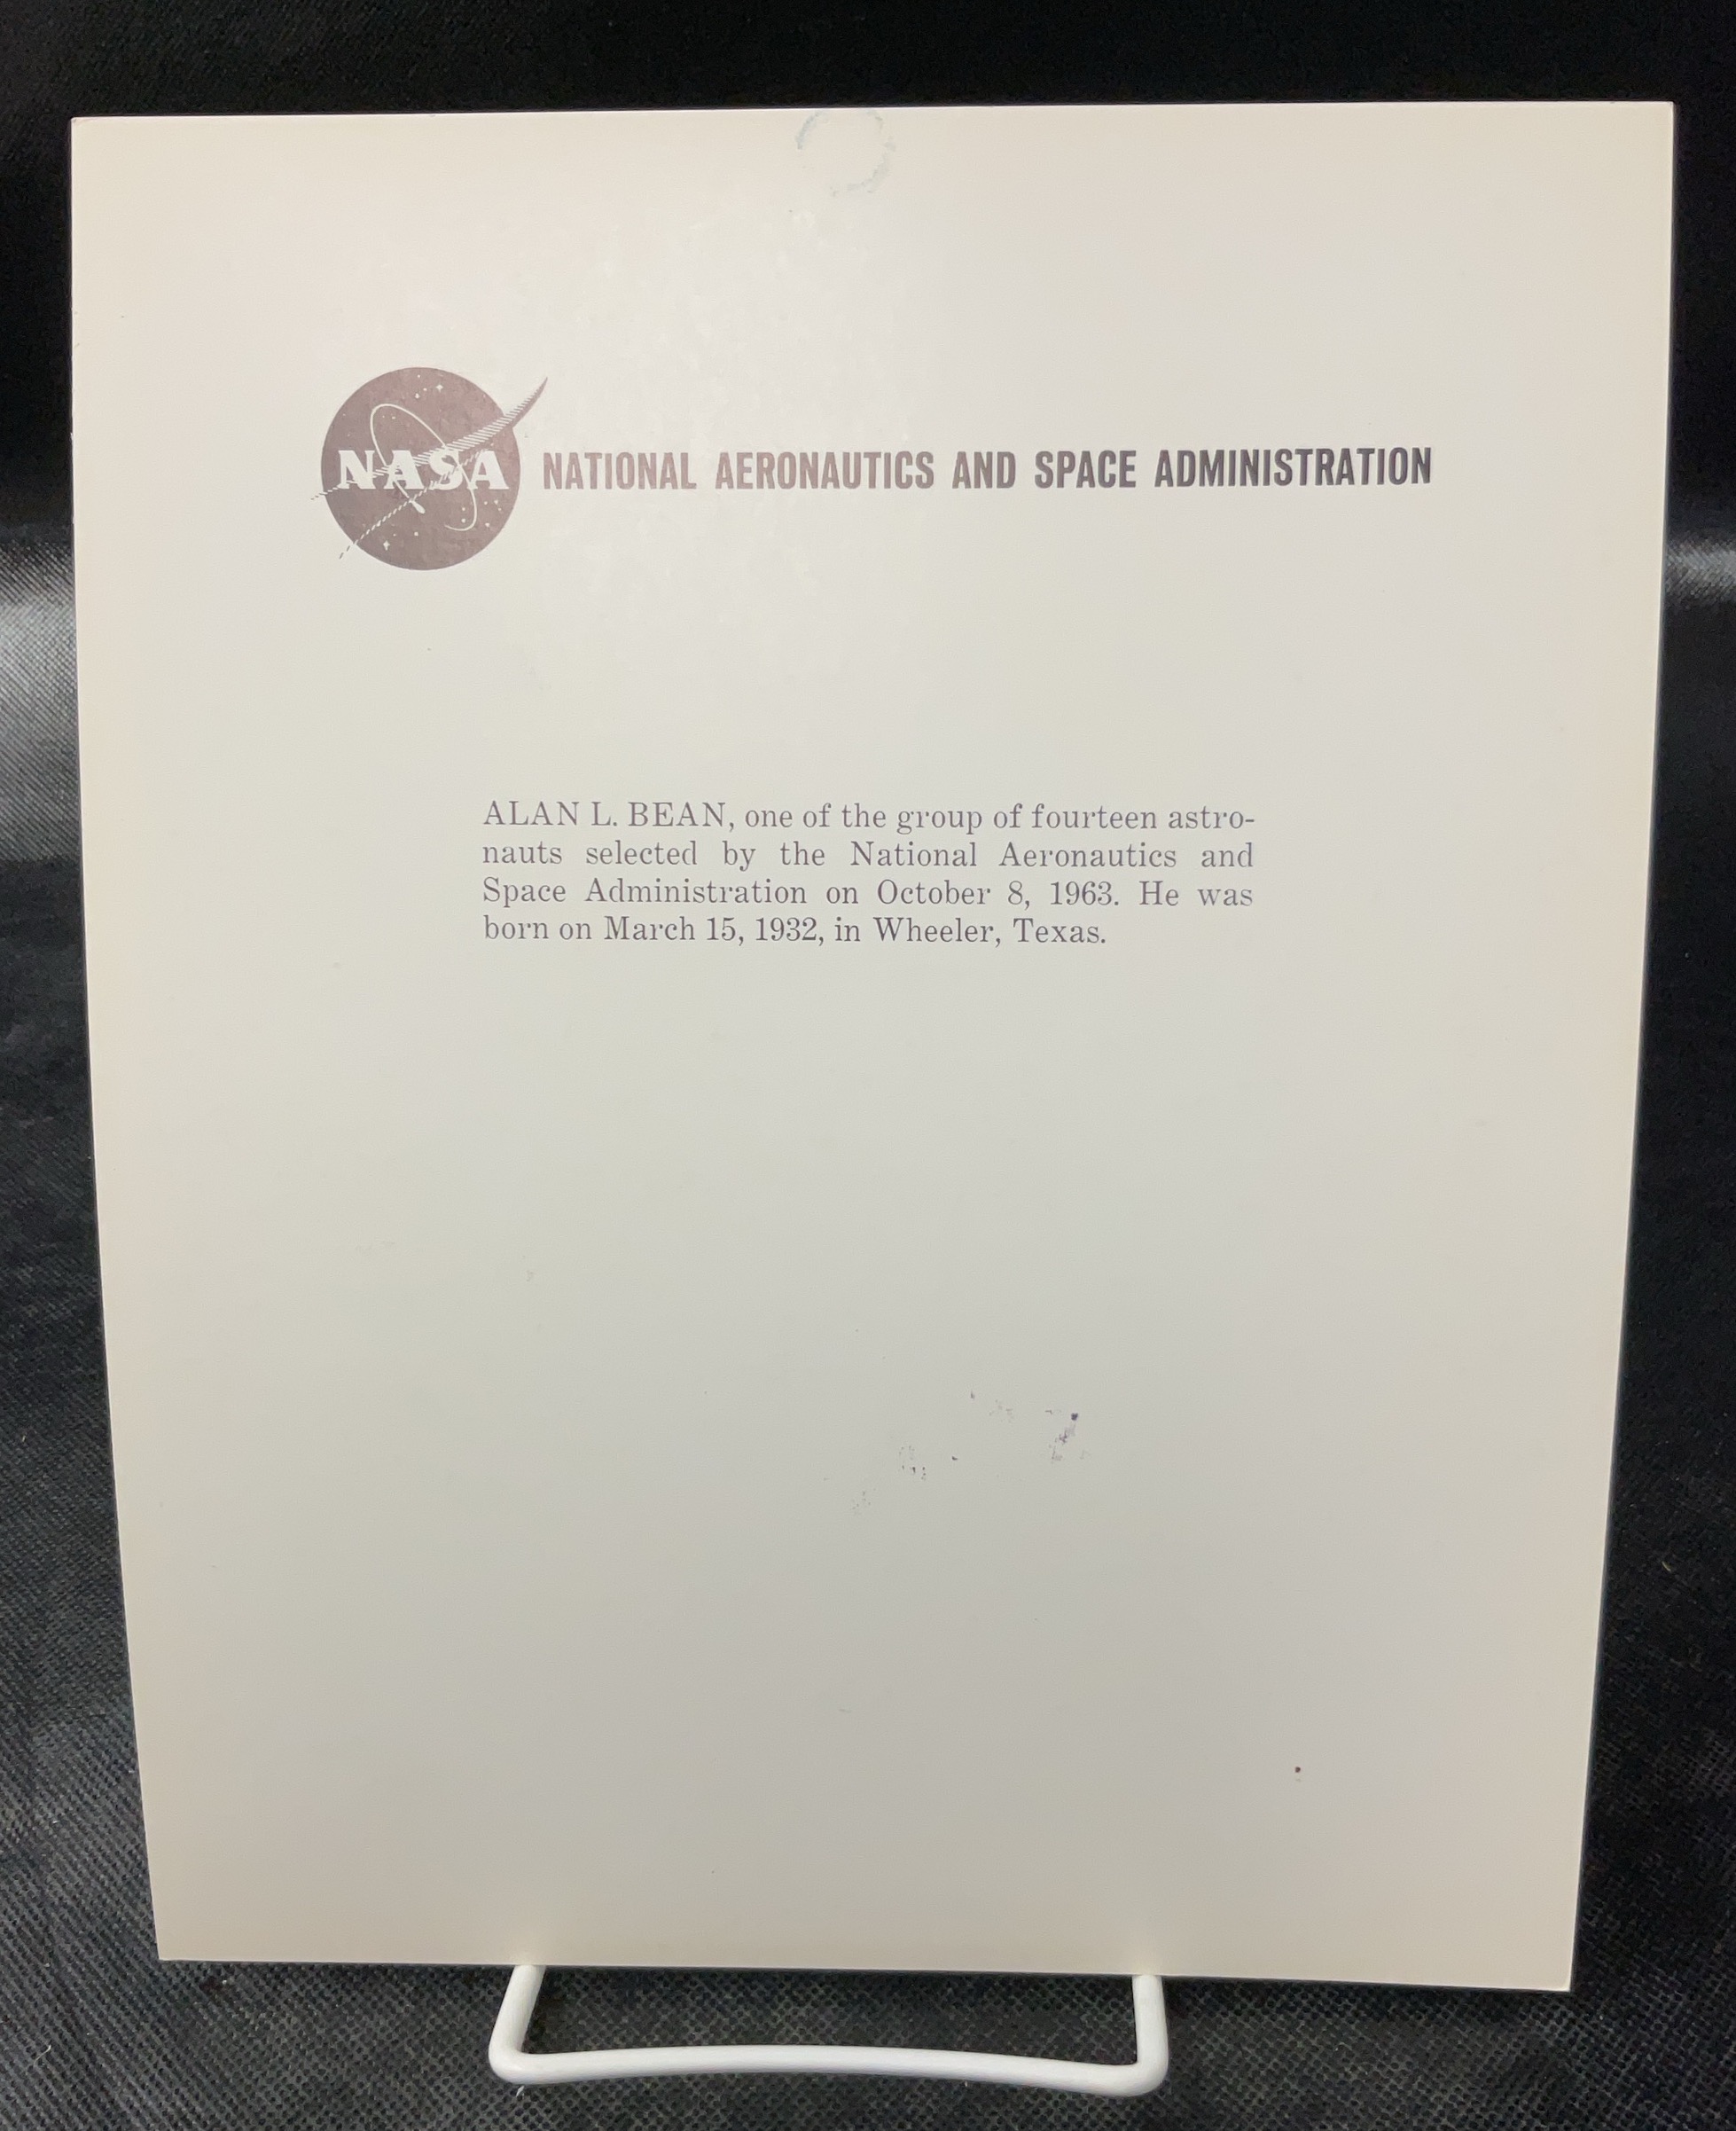 NASA NATIONAL AERONAUTICS AND SPACE ADMINISTRATION
ALAN L. BEAN, one of the group of fourteen astro-
nauts selected by the National Aeronautics and
Space Administration on October 8, 1963. He was
born on March 15, 1932, in Wheeler, Texas.